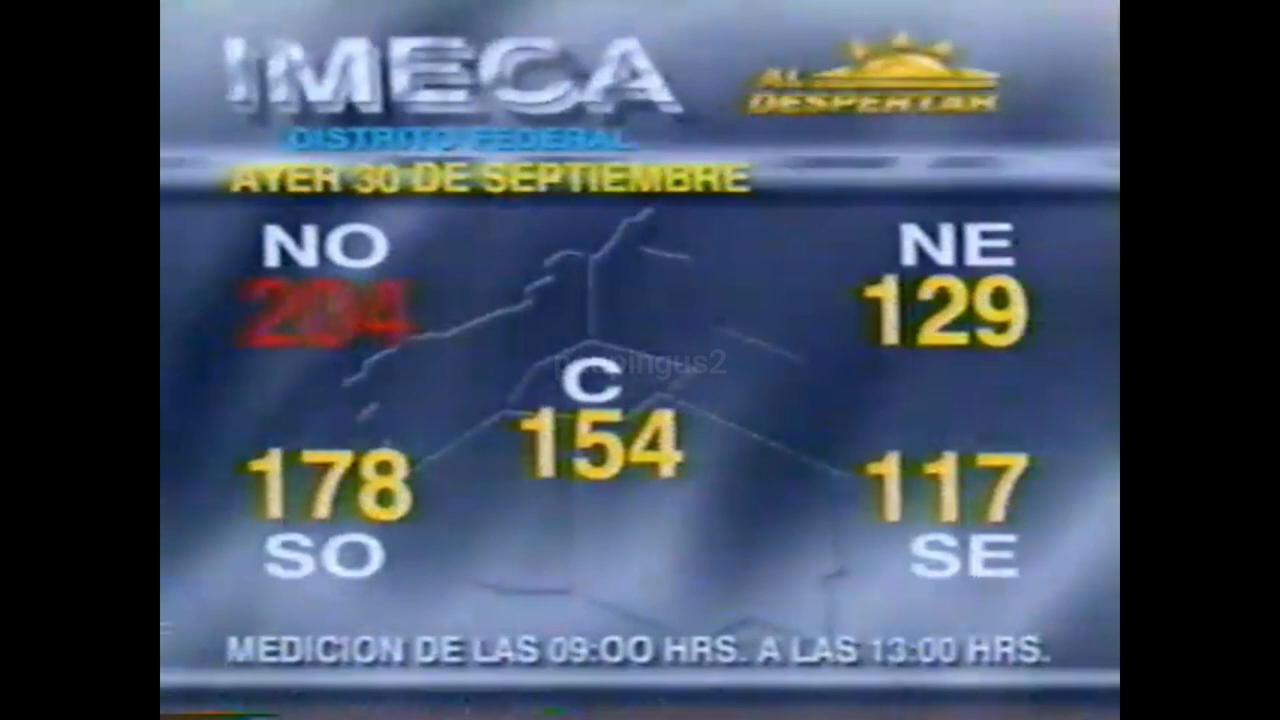 IMECA
AL
DESPERTAR
DISTRITO FEDERAL
AYER 30 DE SEPTIEMBRE
NO
204
NE
129
C
154
178
SO
117
SE
MEDICION DE LAS 09:00 HRS. A LAS 13:00 HRS.